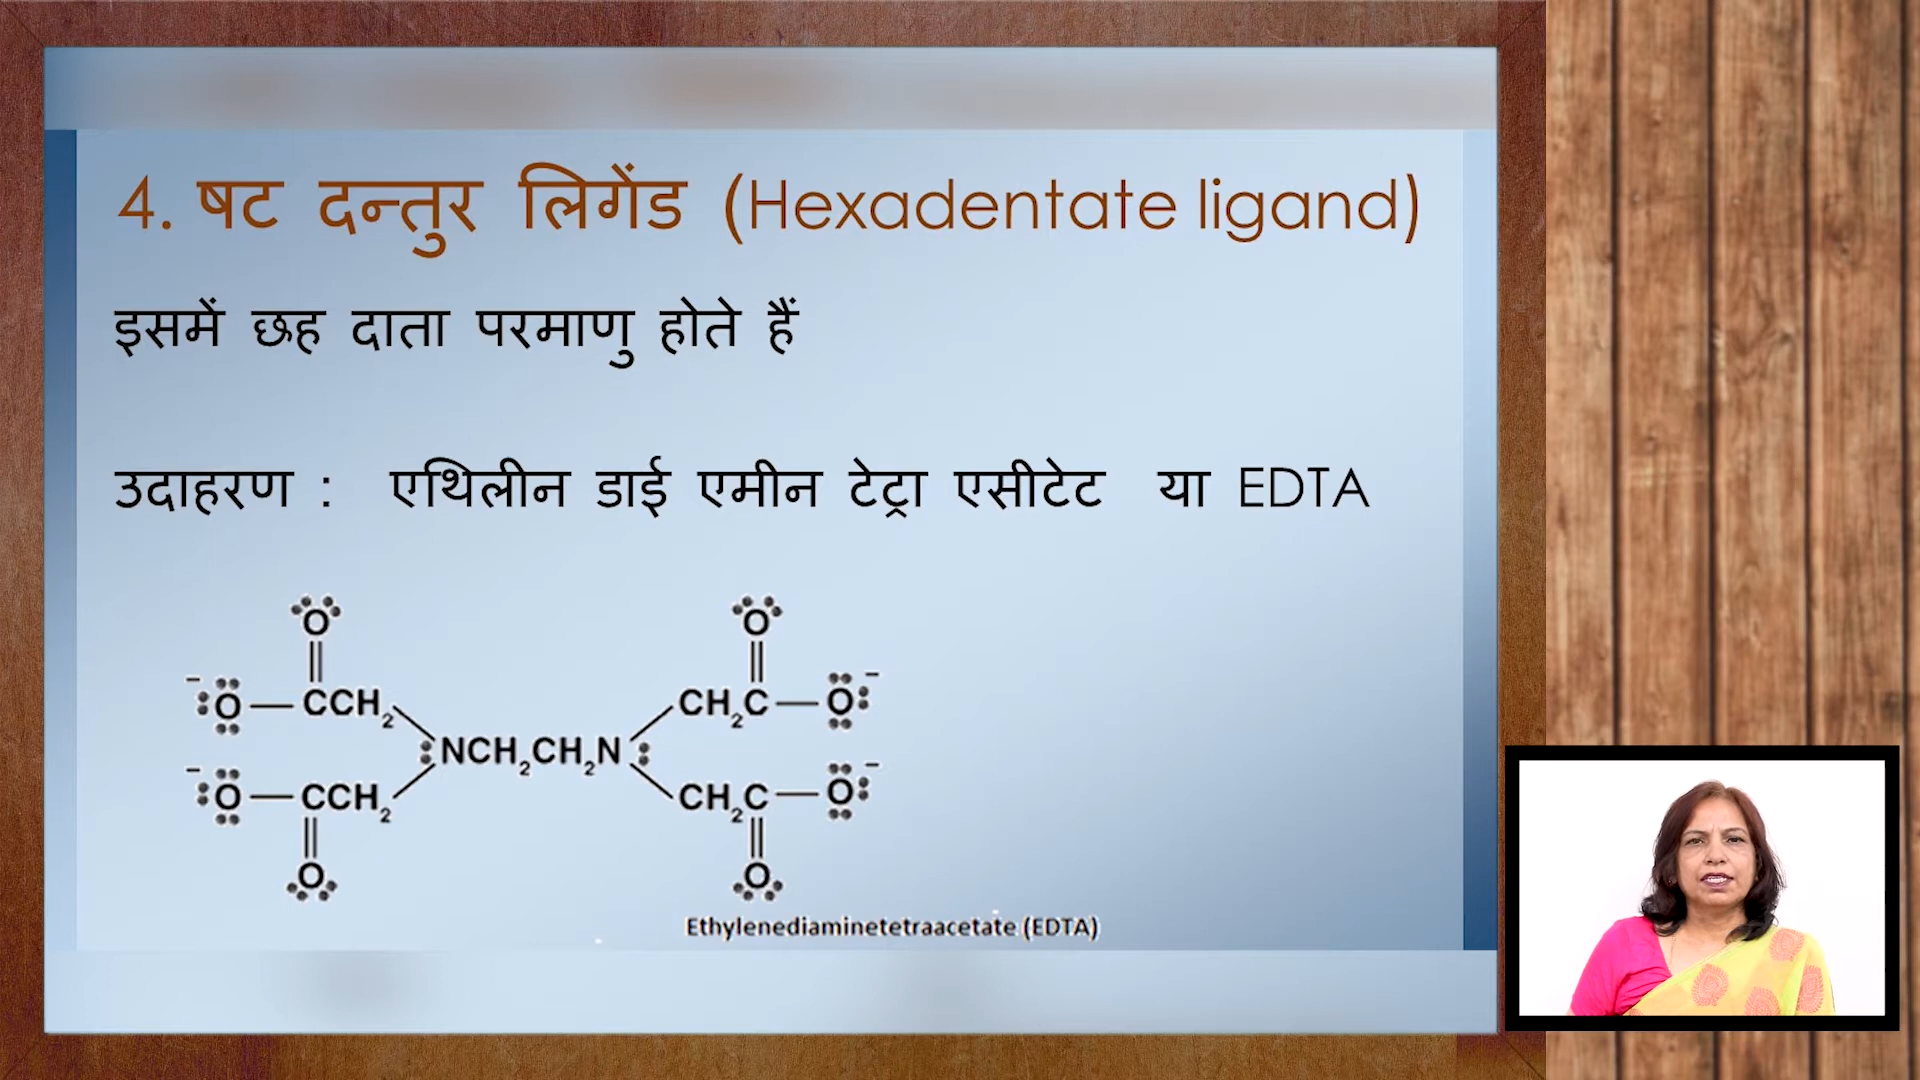 4. षट दन्तुर लिगेंड (Hexadentate ligand)
इसमें छह दाता परमाणु होते हैं
उदाहरण : एथिलीन डाई एमीन टेट्रा एसीटेट या EDTA
O O
⁻:O—CCH₂ CH₂C—O:⁻
:NCH₂CH₂N:
⁻:O—CCH₂ CH₂C—O:⁻
O O
Ethylenediaminetetraacetate (EDTA)